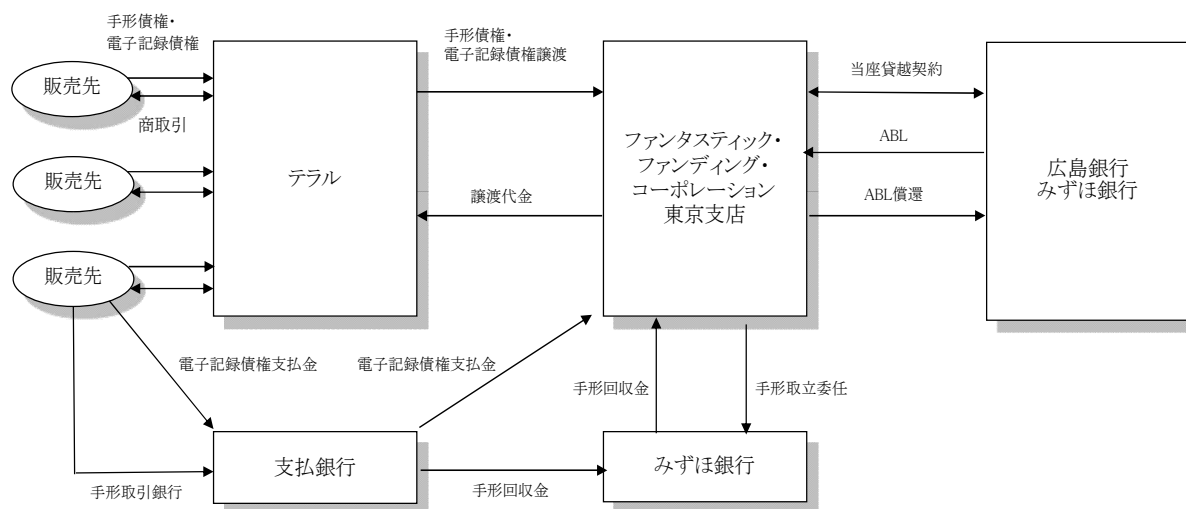 手形債権・
電子記録債権
手形債権・
電子記録債権譲渡
販売先
商取引
販売先
販売先
テラル
譲渡代金
ファンタスティック・
ファンディング・
コーポレーション
東京支店
当座貸越契約
ABL
ABL償還
広島銀行
みずほ銀行
電子記録債権支払金
電子記録債権支払金
手形回収金
手形取立委任
支払銀行
みずほ銀行
手形取引銀行
手形回収金